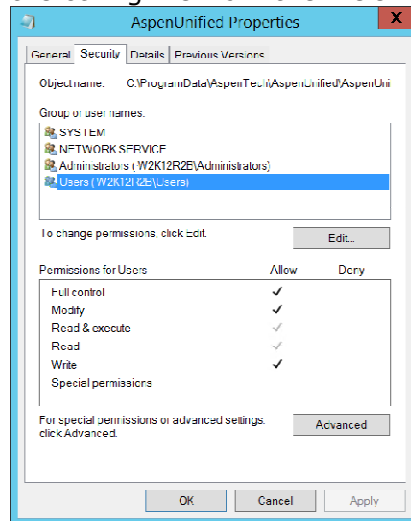 AspenUnified Properties
X
General Security Details Previous Versions
Object name: C:\ProgramData\AspenTech\AspenUnified\AspenUni
Group or user names:
SYSTEM
NETWORK SERVICE
Administrators (W2K12R2B\Administrators)
Users (W2K12R2B\Users)
To change permissions, click Edit.
Edit...
Permissions for Users Allow Deny
Full control
Modify
Read & execute
Read
Write
Special permissions
For special permissions or advanced settings,
click Advanced.
Advanced
OK Cancel Apply